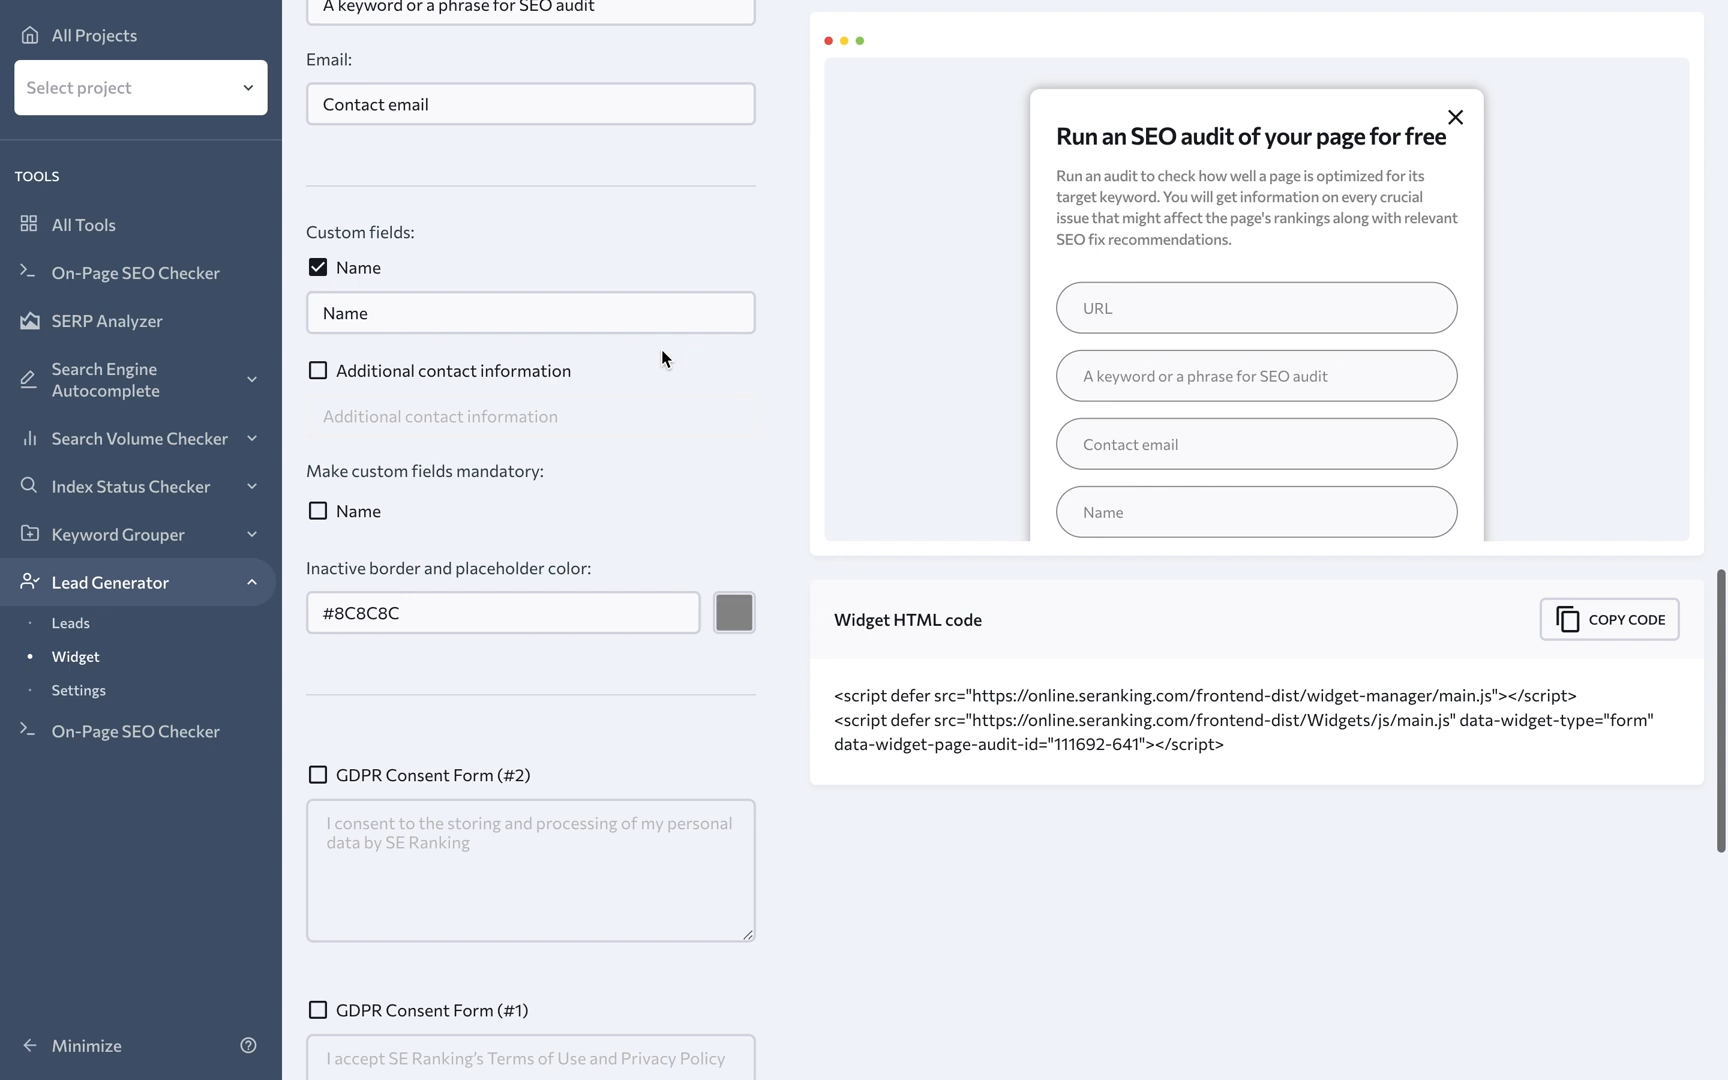 All Projects
Select project
TOOLS
All Tools
On-Page SEO Checker
SERP Analyzer
Search Engine
Autocomplete
Search Volume Checker
Index Status Checker
Keyword Grouper
Lead Generator
Leads
Widget
Settings
On-Page SEO Checker
Minimize
A keyword or a phrase for SEO audit
Email:
Contact email
Custom fields:
Name
Name
Additional contact information
Additional contact information
Make custom fields mandatory:
Name
Inactive border and placeholder color:
#8C8C8C
GDPR Consent Form (#2)
I consent to the storing and processing of my personal
data by SE Ranking
GDPR Consent Form (#1)
I accept SE Ranking's Terms of Use and Privacy Policy
Run an SEO audit of your page for free
Run an audit to check how well a page is optimized for its
target keyword. You will get information on every crucial
issue that might affect the page's rankings along with relevant
SEO fix recommendations.
URL
A keyword or a phrase for SEO audit
Contact email
Name
Widget HTML code
COPY CODE
<script defer src="https://online.seranking.com/frontend-dist/widget-manager/main.js"></script>
<script defer src="https://online.seranking.com/frontend-dist/Widgets/js/main.js" data-widget-type="form"
data-widget-page-audit-id="111692-641"></script>